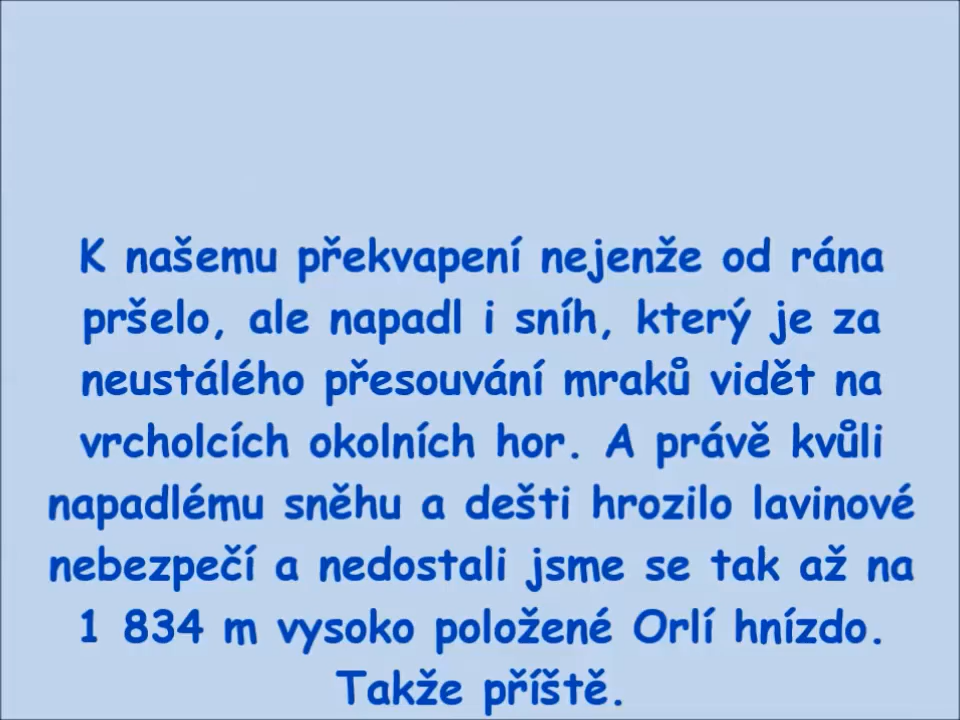 K našemu překvapení nejenže od rána
pršelo, ale napadl i sníh, který je za
neustálého přesouvání mraků vidět na
vrcholcích okolních hor. A právě kvůli
napadlému sněhu a dešti hrozilo lavinové
nebezpečí a nedostali jsme se tak až na
1 834 m vysoko položené Orlí hnízdo.
Takže příště.